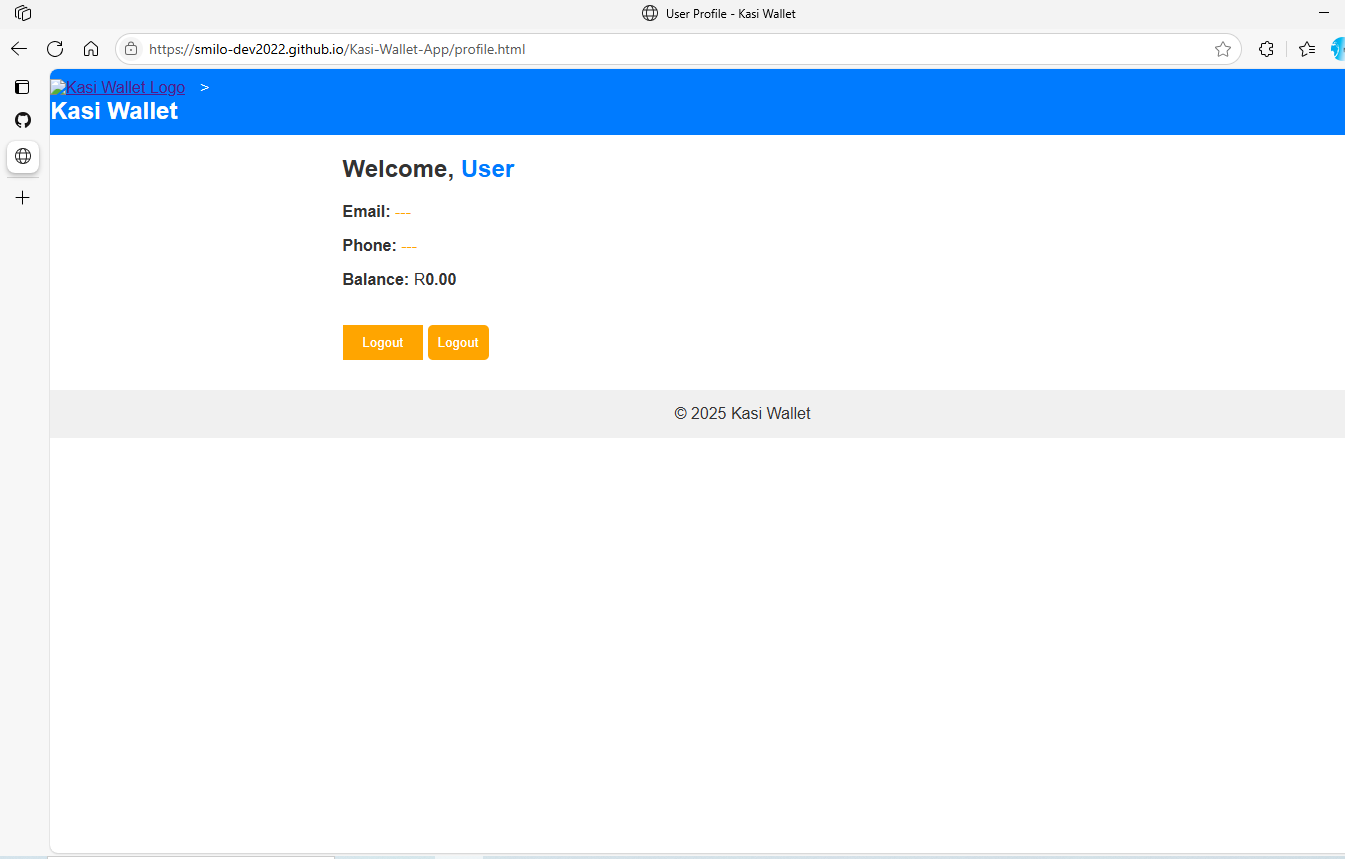 User Profile - Kasi Wallet
https://smilo-dev2022.github.io/Kasi-Wallet-App/profile.html
Kasi Wallet Logo >
Kasi Wallet
Welcome, User
Email: ---
Phone: ---
Balance: R0.00
Logout Logout
© 2025 Kasi Wallet